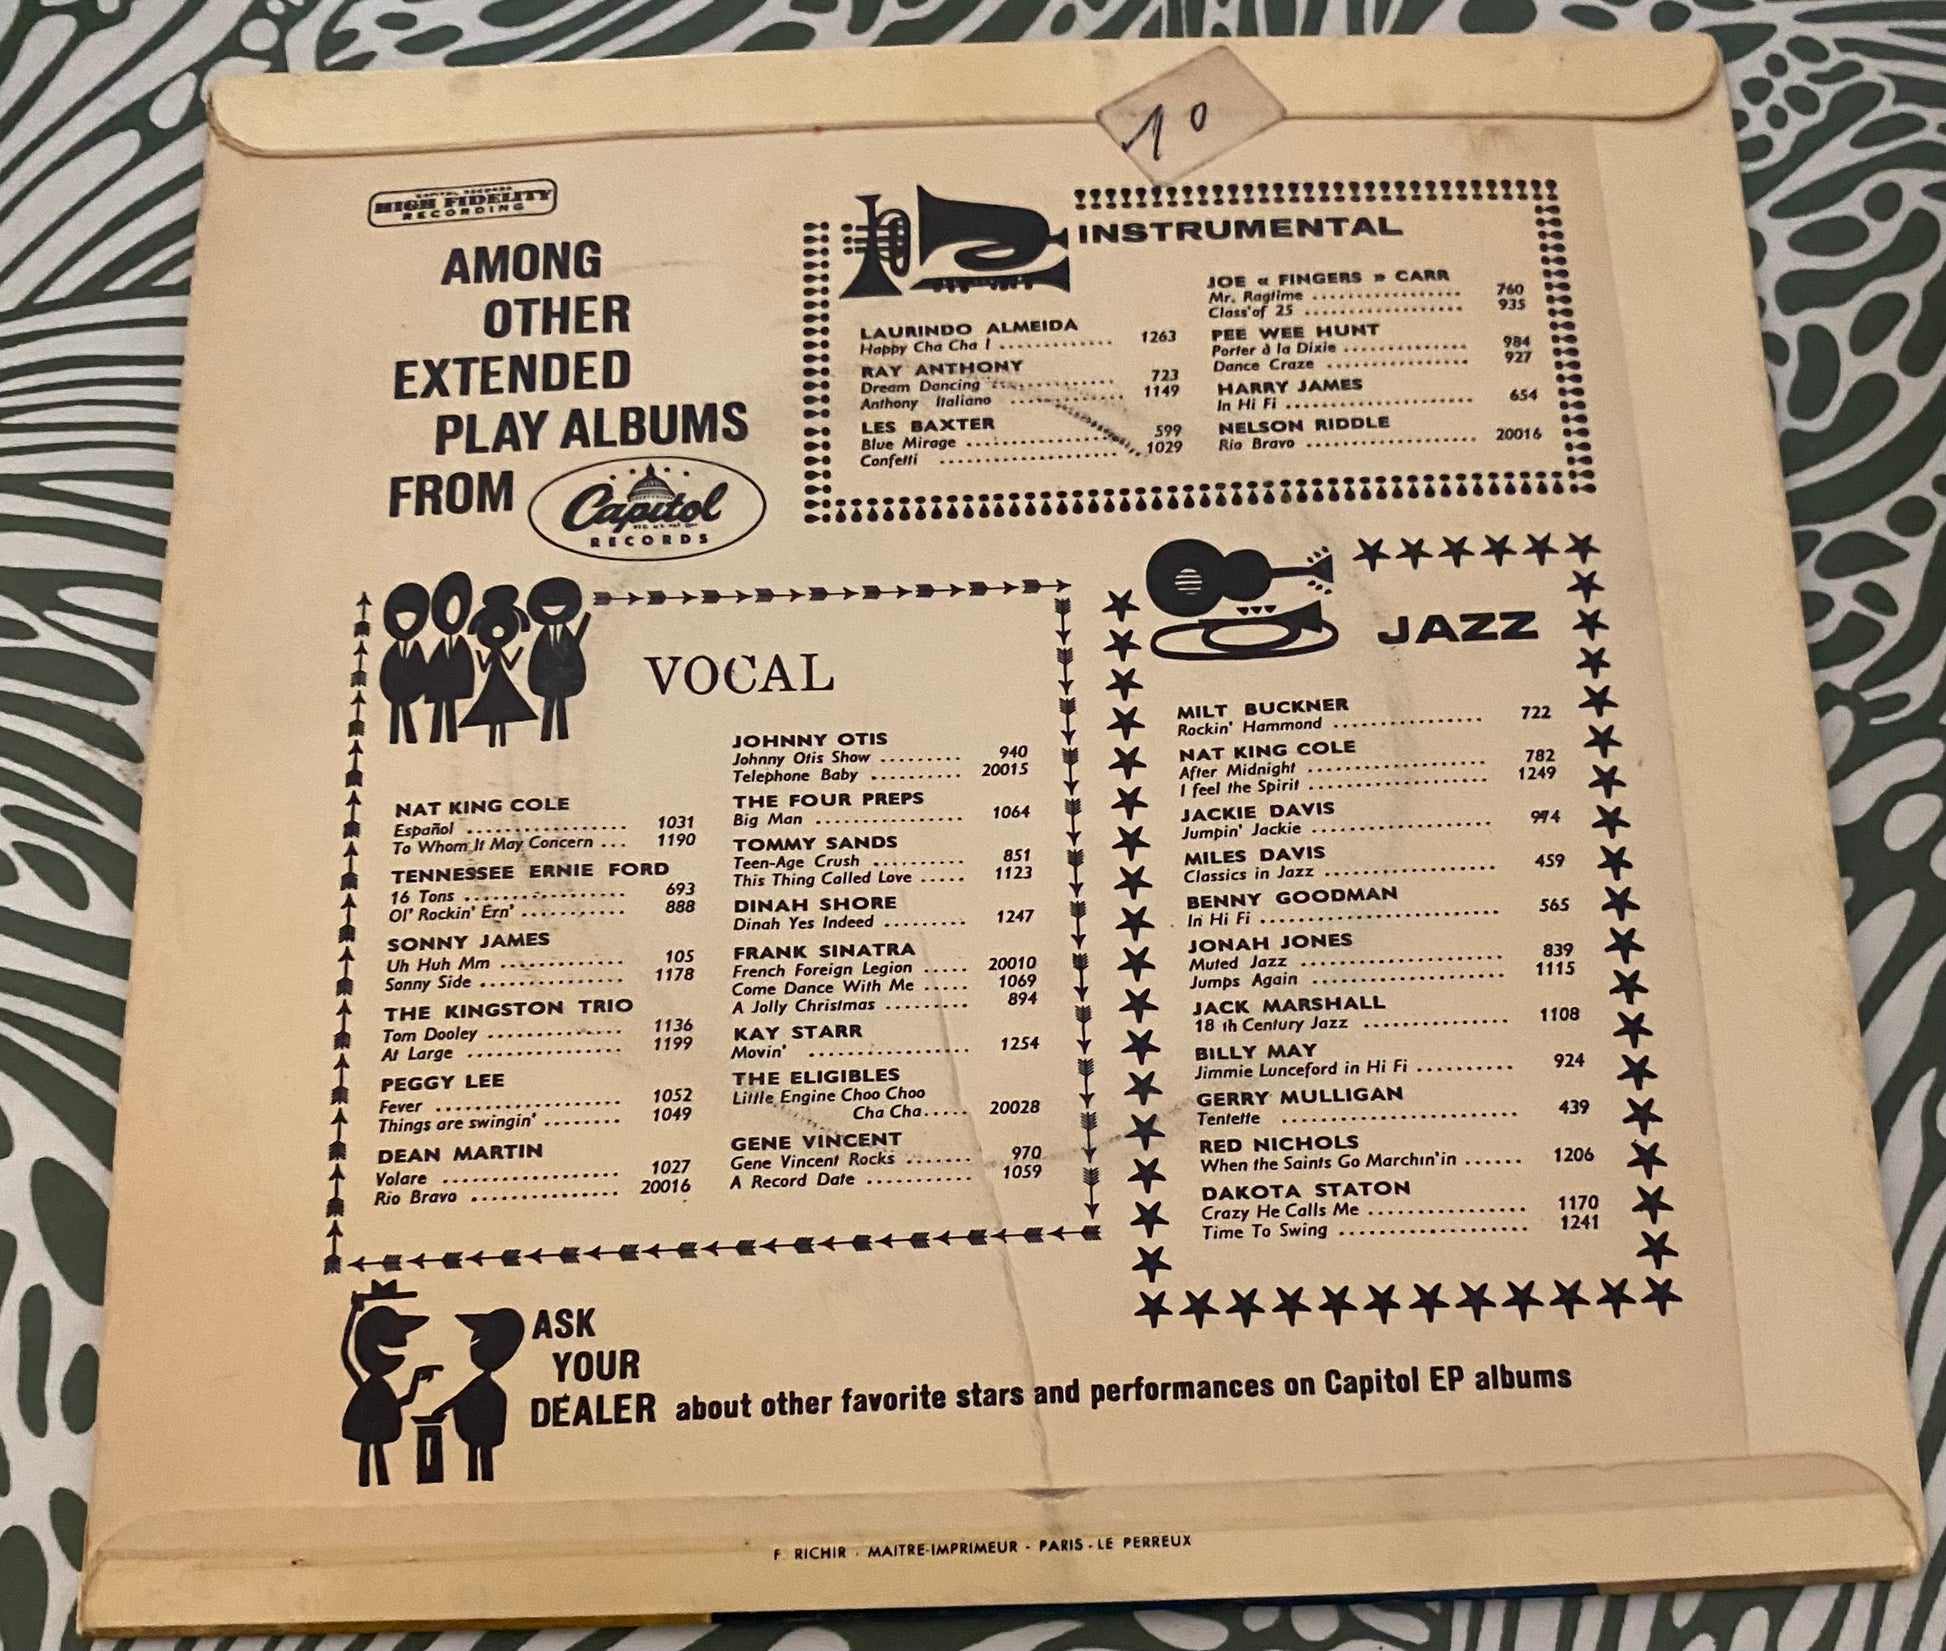 10
CAPITOL RECORDS
HIGH FIDELITY
RECORDING
AMONG
OTHER
EXTENDED
PLAY ALBUMS
FROM Capitol
RECORDS
INSTRUMENTAL
LAURINDO ALMEIDA
Happy Cha Cha ! ............. 1263
RAY ANTHONY
Dream Dancing ............. 723
Anthony Italiano ............. 1149
LES BAXTER
Blue Mirage ............. 599
Confetti ............. 1029
JOE « FINGERS » CARR
Mr. Ragtime ............. 760
Class'of 25 ............. 935
PEE WEE HUNT
Porter à la Dixie ............. 984
Dance Craze ............. 927
HARRY JAMES
In Hi Fi ............. 654
NELSON RIDDLE
Rio Bravo ............. 20016
VOCAL
NAT KING COLE
Español ............. 1031
To Whom It May Concern ... 1190
TENNESSEE ERNIE FORD
16 Tons ............. 693
Ol' Rockin' Ern' ............. 888
SONNY JAMES
Uh Huh Mm ............. 105
Sonny Side ............. 1178
THE KINGSTON TRIO
Tom Dooley ............. 1136
At Large ............. 1199
PEGGY LEE
Fever ............. 1052
Things are swingin' ......... 1049
DEAN MARTIN
Volare ............. 1027
Rio Bravo ............. 20016
JOHNNY OTIS
Johnny Otis Show ......... 940
Telephone Baby ......... 20015
THE FOUR PREPS
Big Man ............. 1064
TOMMY SANDS
Teen-Age Crush .......... 851
This Thing Called Love ..... 1123
DINAH SHORE
Dinah Yes Indeed ......... 1247
FRANK SINATRA
French Foreign Legion ..... 20010
Come Dance With Me ..... 1069
A Jolly Christmas ......... 894
KAY STARR
Movin' ............. 1254
THE ELIGIBLES
Little Engine Choo Choo
Cha Cha..... 20028
GENE VINCENT
Gene Vincent Rocks ....... 970
A Record Date ............ 1059
JAZZ
MILT BUCKNER
Rockin' Hammond ............. 722
NAT KING COLE
After Midnight ............. 782
I feel the Spirit ............. 1249
JACKIE DAVIS
Jumpin' Jackie ............. 974
MILES DAVIS
Classics in Jazz ............. 459
BENNY GOODMAN
In Hi Fi ............. 565
JONAH JONES
Muted Jazz ............. 839
Jumps Again ............. 1115
JACK MARSHALL
18 th Century Jazz ............. 1108
BILLY MAY
Jimmie Lunceford in Hi Fi .......... 924
GERRY MULLIGAN
Tentette ............. 439
RED NICHOLS
When the Saints Go Marchin'in ...... 1206
DAKOTA STATON
Crazy He Calls Me ............. 1170
Time To Swing ............. 1241
ASK
YOUR
DEALER about other favorite stars and performances on Capitol EP albums
F. RICHIR - MAITRE-IMPRIMEUR - PARIS - LE PERREUX